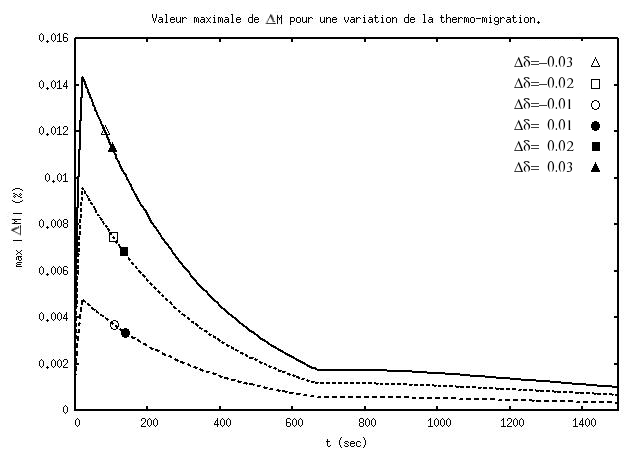 Valeur maximale de ΔM pour une variation de la thermo-migration.
0.016
0.014
0.012
0.01
0.008
0.006
0.004
0.002
0
max |ΔM| (%)
Δδ=–0.03
Δδ=–0.02
Δδ=–0.01
Δδ= 0.01
Δδ= 0.02
Δδ= 0.03
0 200 400 600 800 1000 1200 1400
t (sec)